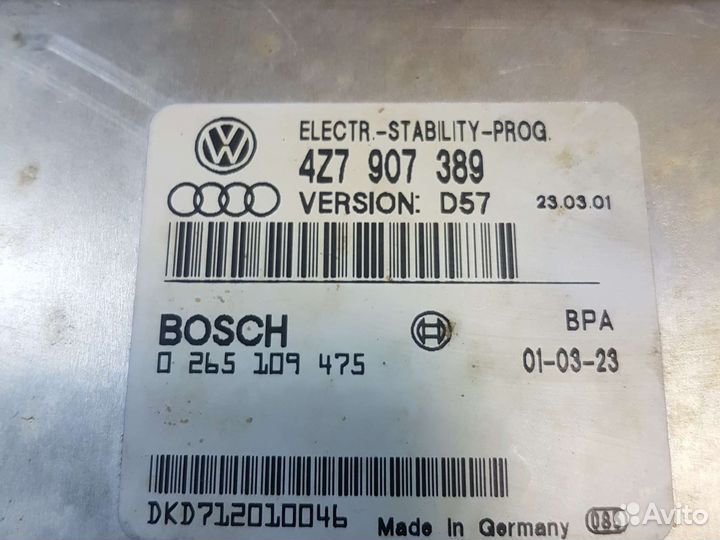 ELECTR.-STABILITY-PROG.
4Z7 907 389
VERSION: D57 23.03.01
BOSCH BPA
0 265 109 475 01-03-23
DKD712010046 Made In Germany
Avito